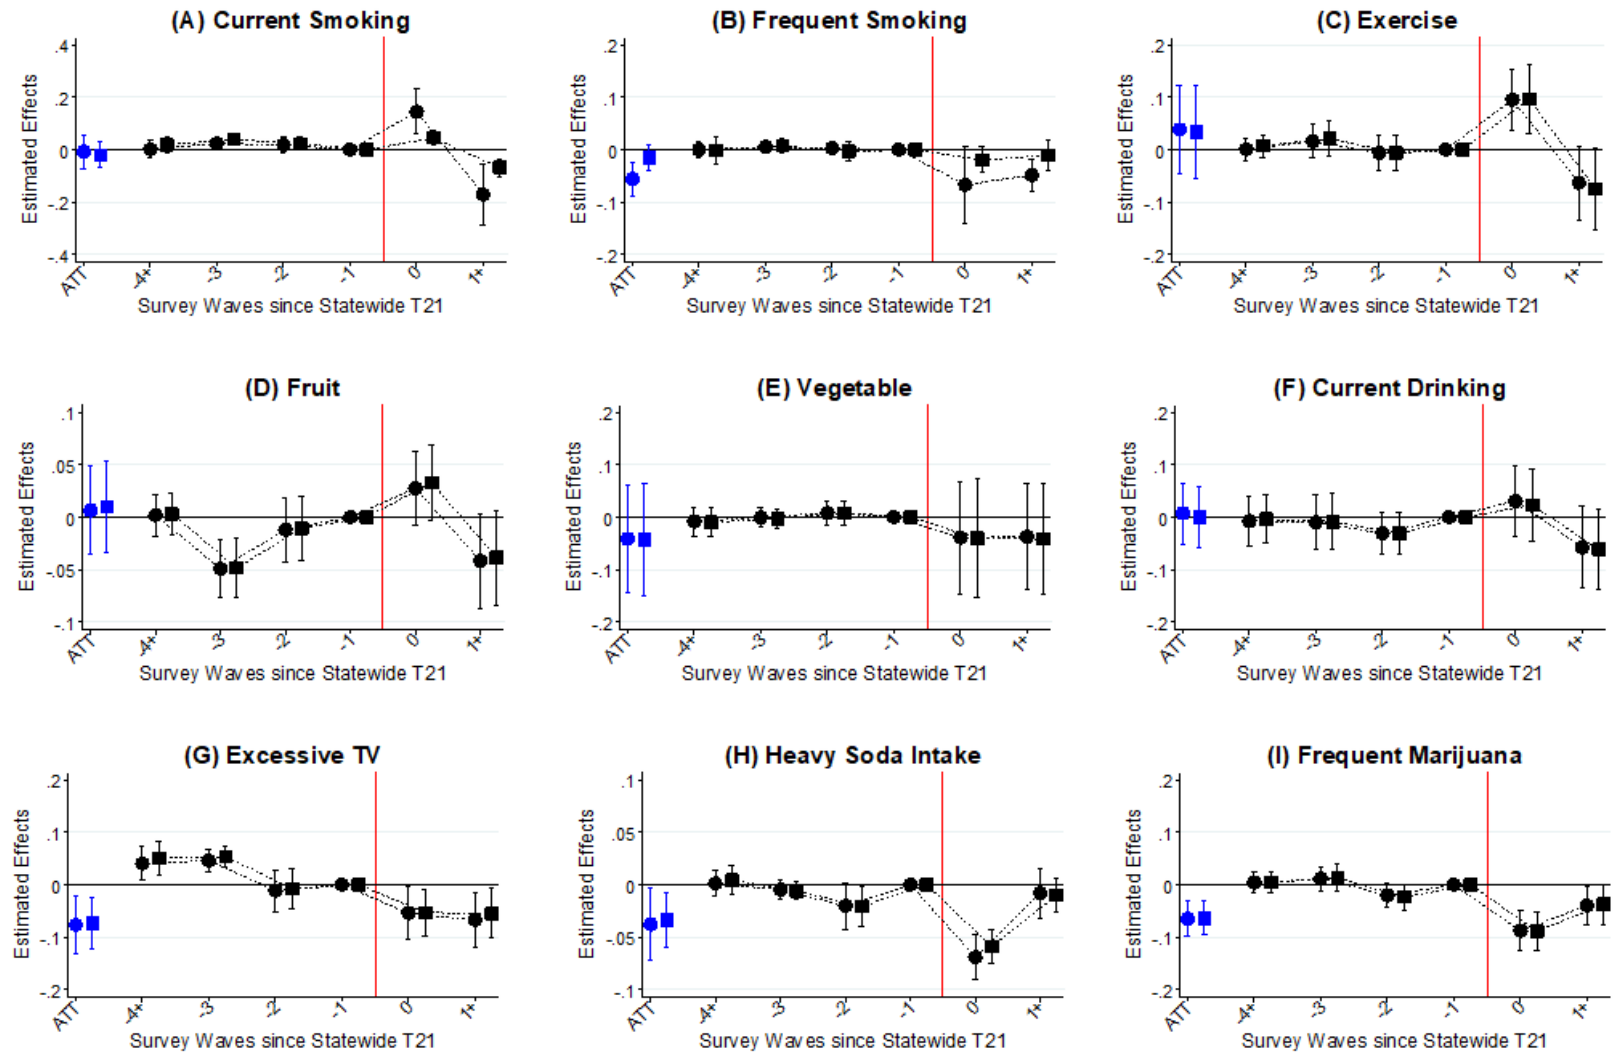 (A) Current Smoking
Estimated Effects
.4
.2
0
-.2
-.4
ATT
-4+
-3
-2
-1
0
1+
Survey Waves since Statewide T21
(B) Frequent Smoking
Estimated Effects
.2
.1
0
-.1
-.2
ATT
-4+
-3
-2
-1
0
1+
Survey Waves since Statewide T21
(C) Exercise
Estimated Effects
.2
.1
0
-.1
-.2
ATT
-4+
-3
-2
-1
0
1+
Survey Waves since Statewide T21
(D) Fruit
Estimated Effects
.1
.05
0
-.05
-.1
ATT
-4+
-3
-2
-1
0
1+
Survey Waves since Statewide T21
(E) Vegetable
Estimated Effects
.2
.1
0
-.1
-.2
ATT
-4+
-3
-2
-1
0
1+
Survey Waves since Statewide T21
(F) Current Drinking
Estimated Effects
.2
.1
0
-.1
-.2
ATT
-4+
-3
-2
-1
0
1+
Survey Waves since Statewide T21
(G) Excessive TV
Estimated Effects
.2
.1
0
-.1
-.2
ATT
-4+
-3
-2
-1
0
1+
Survey Waves since Statewide T21
(H) Heavy Soda Intake
Estimated Effects
.1
.05
0
-.05
-.1
ATT
-4+
-3
-2
-1
0
1+
Survey Waves since Statewide T21
(I) Frequent Marijuana
Estimated Effects
.2
.1
0
-.1
-.2
ATT
-4+
-3
-2
-1
0
1+
Survey Waves since Statewide T21